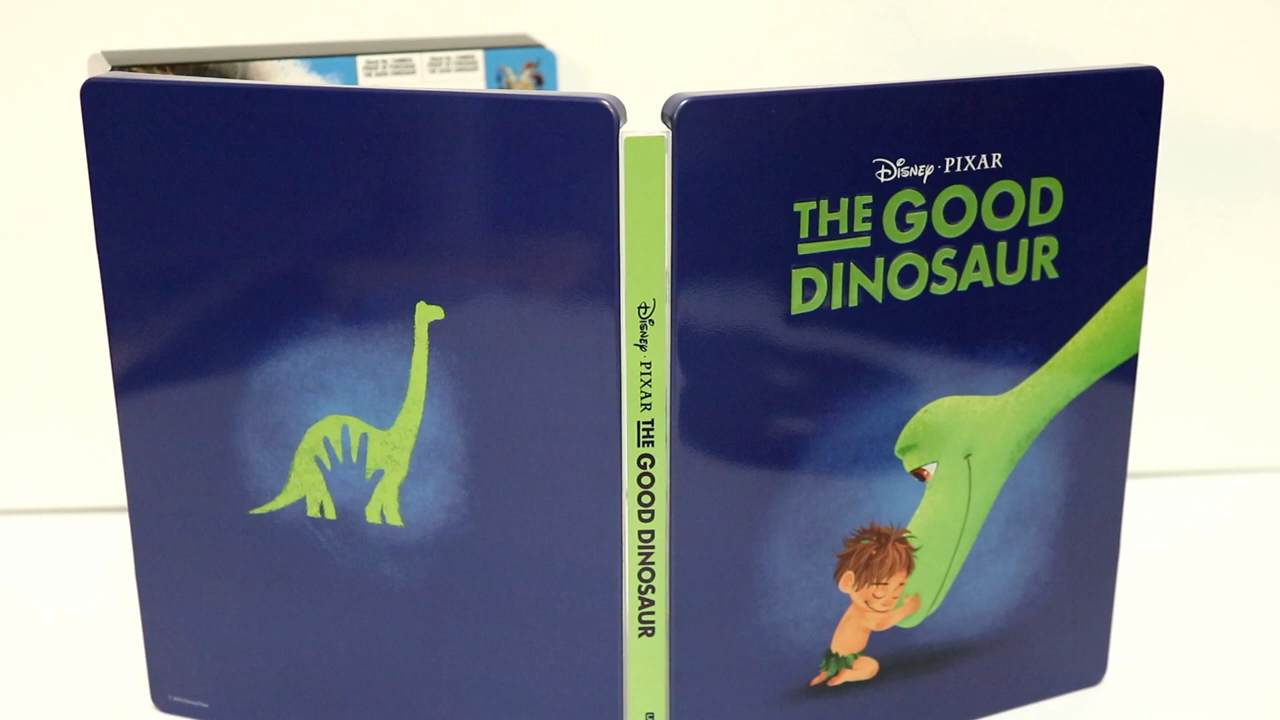 Disney · PIXAR
THE GOOD
DINOSAUR
Disney · PIXAR THE GOOD DINOSAUR